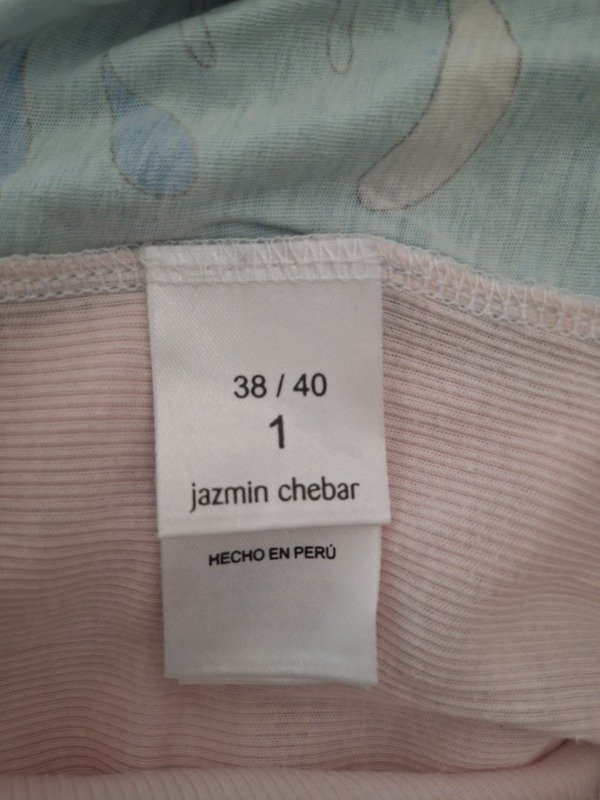 38 / 40
1
jazmin chebar
HECHO EN PERÚ